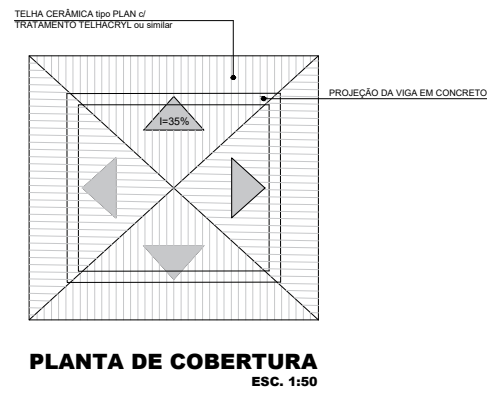 TELHA CERÂMICA tipo PLAN c/
TRATAMENTO TELHACRYL ou similar
PROJEÇÃO DA VIGA EM CONCRETO
I=35%
PLANTA DE COBERTURA
ESC. 1:50